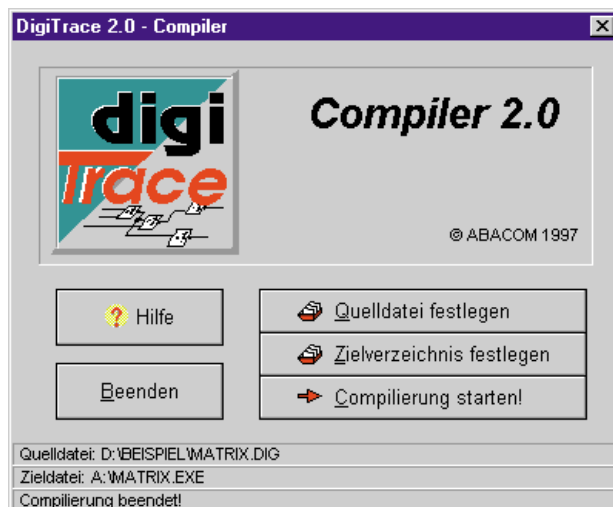 DigiTrace 2.0 - Compiler
digi
Trace
Compiler 2.0
© ABACOM 1997
? Hilfe
Quelldatei festlegen
Zielverzeichnis festlegen
Beenden
Compilierung starten!
Quelldatei: D:\BEISPIEL\MATRIX.DIG
Zieldatei: A:\MATRIX.EXE
Compilierung beendet!